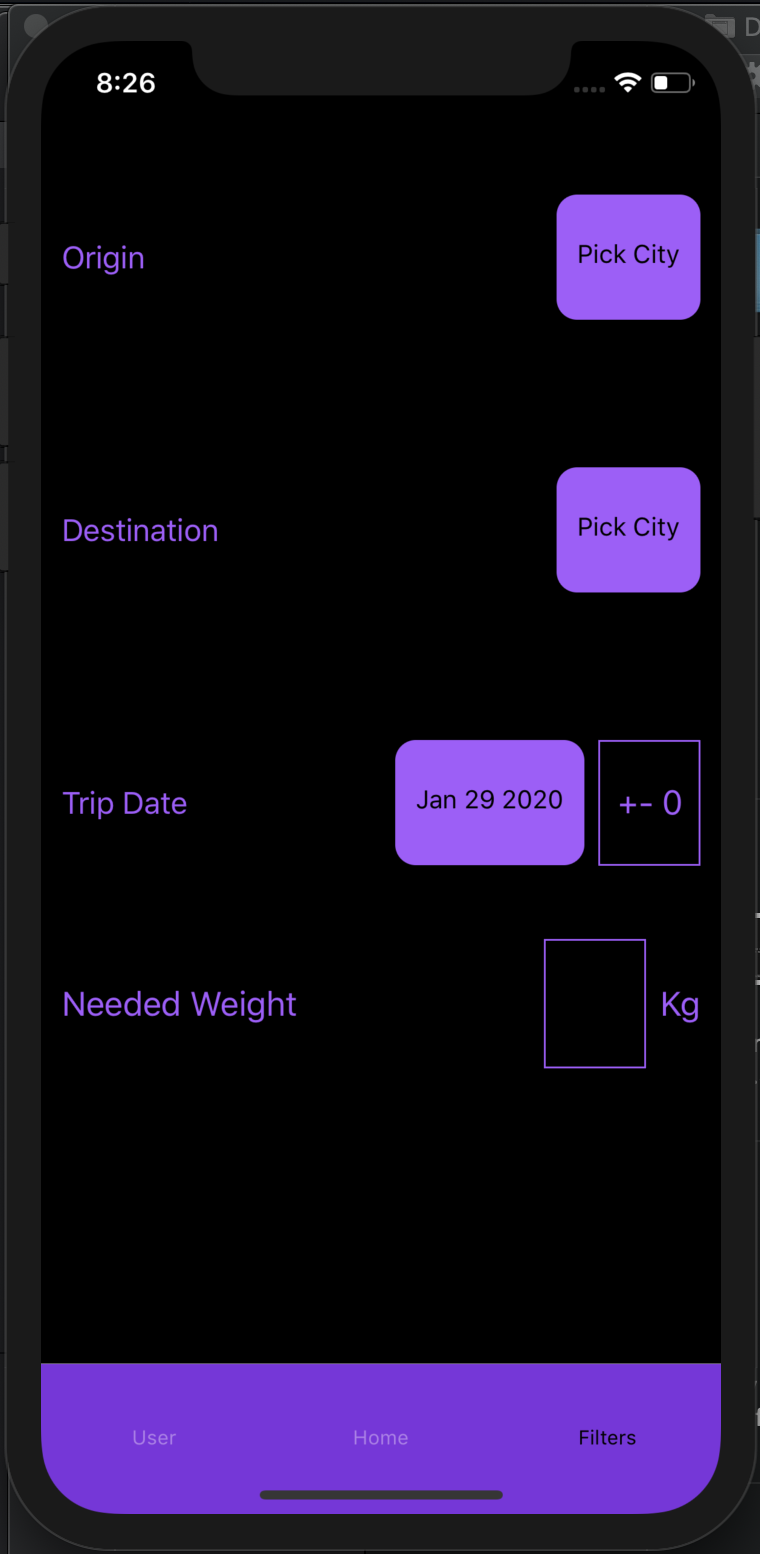 8:26
Origin
Pick City
Destination
Pick City
Trip Date
Jan 29 2020
+- 0
Needed Weight
Kg
User
Home
Filters